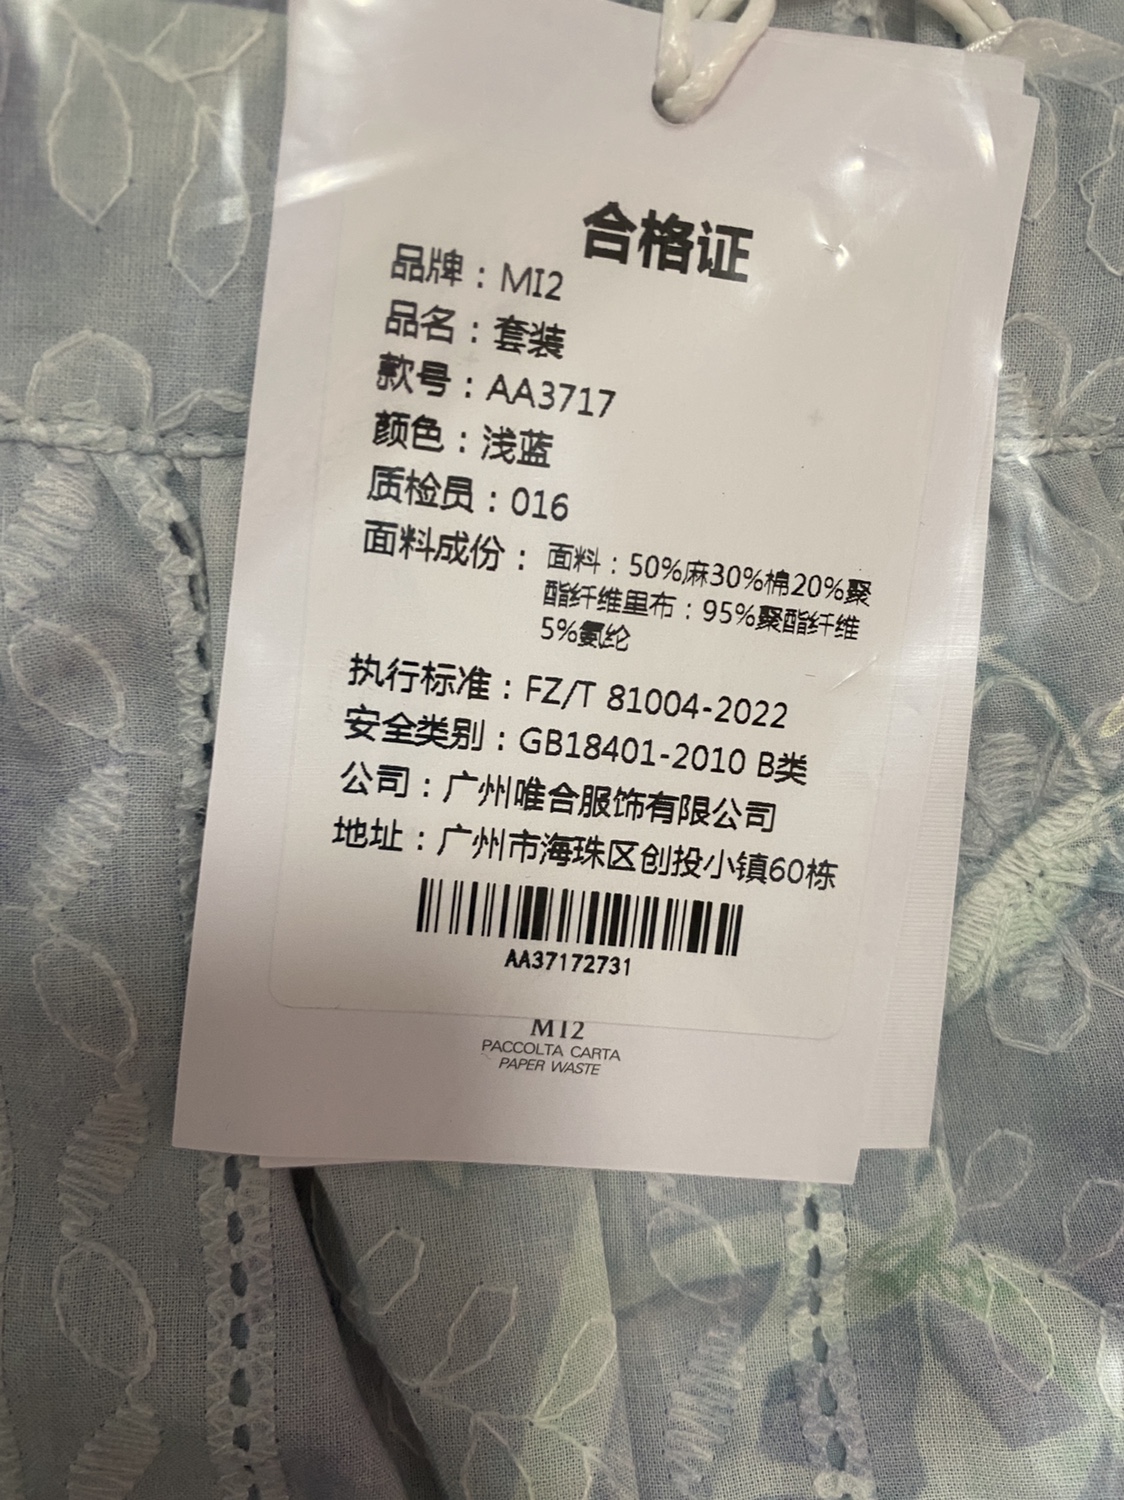 合格证
品牌：MI2
品名：套装
款号：AA3717
颜色：浅蓝
质检员：016
面料成份：面料：50%麻30%棉20%聚
酯纤维里布：95%聚酯纤维
5%氨纶
执行标准：FZ/T 81004-2022
安全类别：GB18401-2010 B类
公司：广州唯合服饰有限公司
地址：广州市海珠区创投小镇60栋
AA37172731
MI2
PACCOLTA CARTA
PAPER WASTE